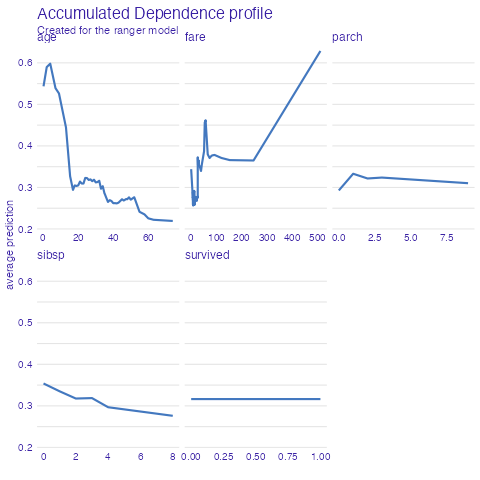 Accumulated Dependence profile
Created for the ranger model
age fare parch
0.6
0.5
0.4
0.3
0.2
0 20 40 60 0 100 200 300 400 500 0.0 2.5 5.0 7.5
average prediction
sibsp survived
0.6
0.5
0.4
0.3
0.2
0 2 4 6 8 0.00 0.25 0.50 0.75 1.00